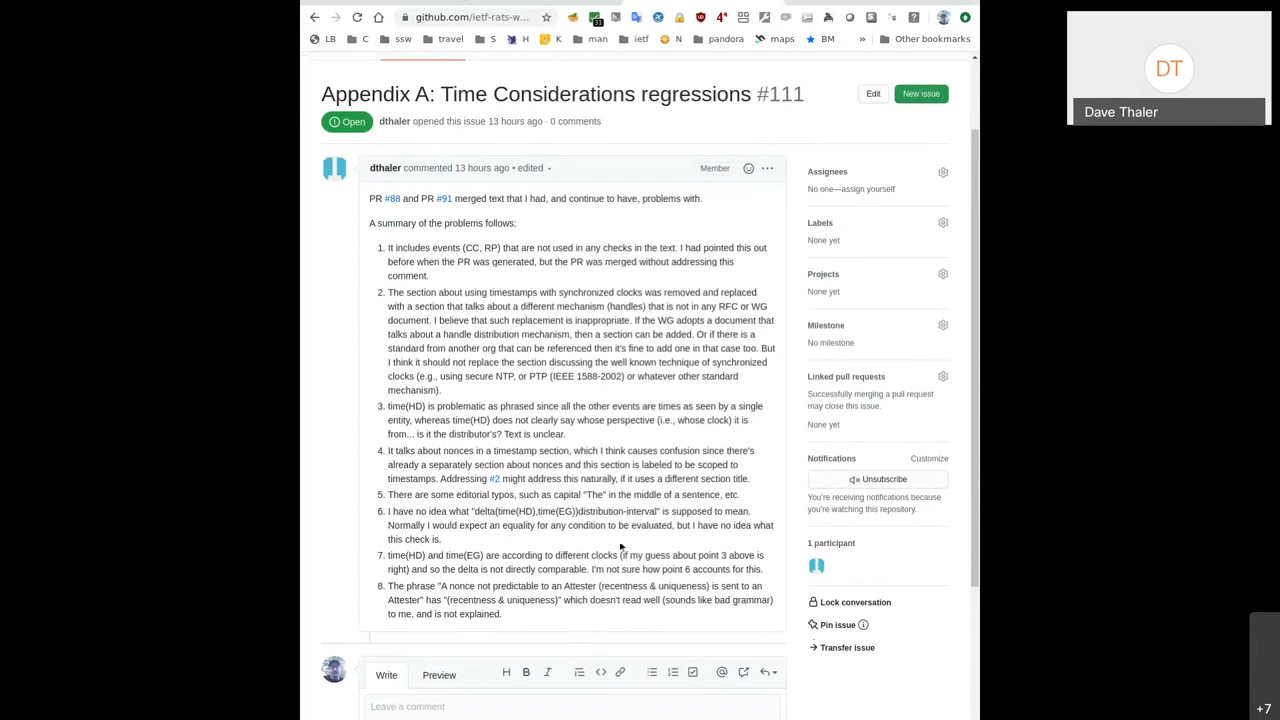 github.com/ietf-rats-w...
31
LB C ssw travel S H K man ietf N pandora maps BM » Other bookmarks
Appendix A: Time Considerations regressions #111
Edit New issue
Open dthaler opened this issue 13 hours ago · 0 comments
dthaler commented 13 hours ago • edited Member
PR #88 and PR #91 merged text that I had, and continue to have, problems with.
A summary of the problems follows:
1. It includes events (CC, RP) that are not used in any checks in the text. I had pointed this out
before when the PR was generated, but the PR was merged without addressing this
comment.
2. The section about using timestamps with synchronized clocks was removed and replaced
with a section that talks about a different mechanism (handles) that is not in any RFC or WG
document. I believe that such replacement is inappropriate. If the WG adopts a document that
talks about a handle distribution mechanism, then a section can be added. Or if there is a
standard from another org that can be referenced then it's fine to add one in that case too. But
I think it should not replace the section discussing the well known technique of synchronized
clocks (e.g., using secure NTP, or PTP (IEEE 1588-2002) or whatever other standard
mechanism).
3. time(HD) is problematic as phrased since all the other events are times as seen by a single
entity, whereas time(HD) does not clearly say whose perspective (i.e., whose clock) it is
from... is it the distributor's? Text is unclear.
4. It talks about nonces in a timestamp section, which I think causes confusion since there's
already a separately section about nonces and this section is labeled to be scoped to
timestamps. Addressing #2 might address this naturally, if it uses a different section title.
5. There are some editorial typos, such as capital "The" in the middle of a sentence, etc.
6. I have no idea what "delta(time(HD),time(EG))distribution-interval" is supposed to mean.
Normally I would expect an equality for any condition to be evaluated, but I have no idea what
this check is.
7. time(HD) and time(EG) are according to different clocks (if my guess about point 3 above is
right) and so the delta is not directly comparable. I'm not sure how point 6 accounts for this.
8. The phrase "A nonce not predictable to an Attester (recentness & uniqueness) is sent to an
Attester" has "(recentness & uniqueness)" which doesn't read well (sounds like bad grammar)
to me, and is not explained.
Write Preview H B I
Leave a comment
Assignees
No one—assign yourself
Labels
None yet
Projects
None yet
Milestone
No milestone
Linked pull requests
Successfully merging a pull request
may close this issue.
None yet
Notifications Customize
Unsubscribe
You're receiving notifications because
you're watching this repository.
1 participant
Lock conversation
Pin issue
Transfer issue
DT
Dave Thaler
+7